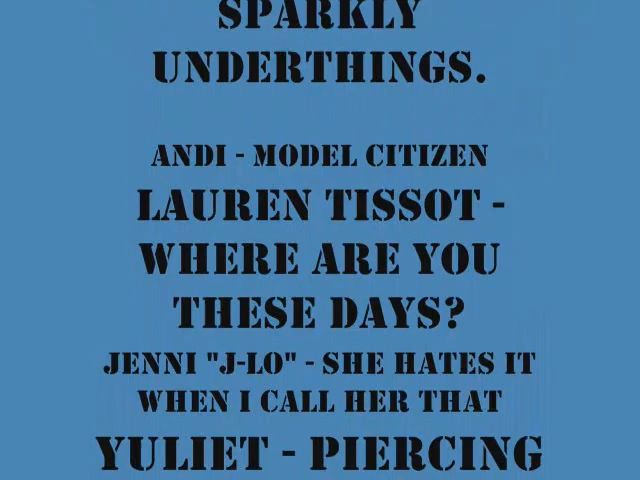 SPARKLY
UNDERTHINGS.
ANDI - MODEL CITIZEN
LAUREN TISSOT -
WHERE ARE YOU
THESE DAYS?
JENNI "J-LO" - SHE HATES IT
WHEN I CALL HER THAT
YULIET - PIERCING